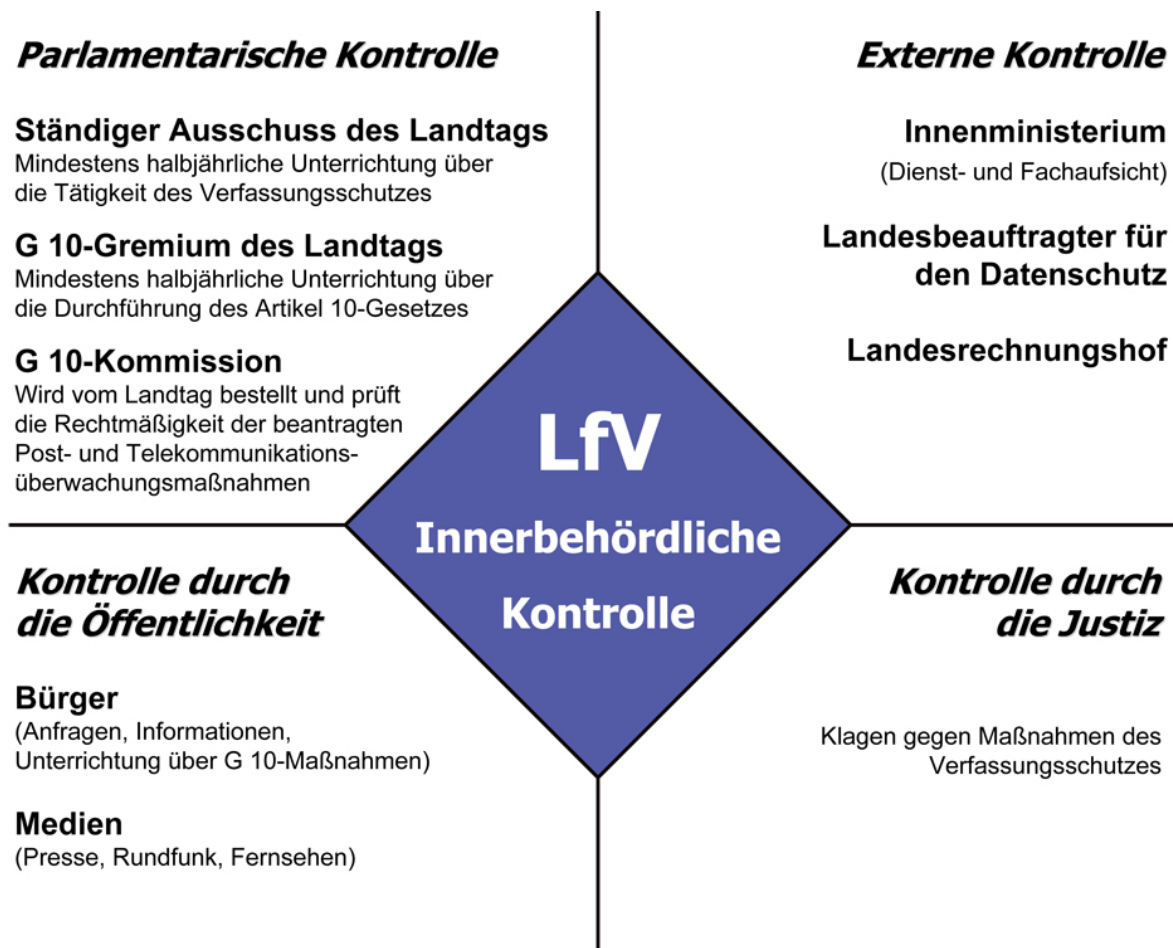 Parlamentarische Kontrolle
Ständiger Ausschuss des Landtags
Mindestens halbjährliche Unterrichtung über
die Tätigkeit des Verfassungsschutzes
G 10-Gremium des Landtags
Mindestens halbjährliche Unterrichtung über
die Durchführung des Artikel 10-Gesetzes
G 10-Kommission
Wird vom Landtag bestellt und prüft
die Rechtmäßigkeit der beantragten
Post- und Telekommunikations-
überwachungsmaßnahmen
Externe Kontrolle
Innenministerium
(Dienst- und Fachaufsicht)
Landesbeauftragter für
den Datenschutz
Landesrechnungshof
LfV
Innerbehördliche
Kontrolle
Kontrolle durch
die Öffentlichkeit
Bürger
(Anfragen, Informationen,
Unterrichtung über G 10-Maßnahmen)
Medien
(Presse, Rundfunk, Fernsehen)
Kontrolle durch
die Justiz
Klagen gegen Maßnahmen des
Verfassungsschutzes